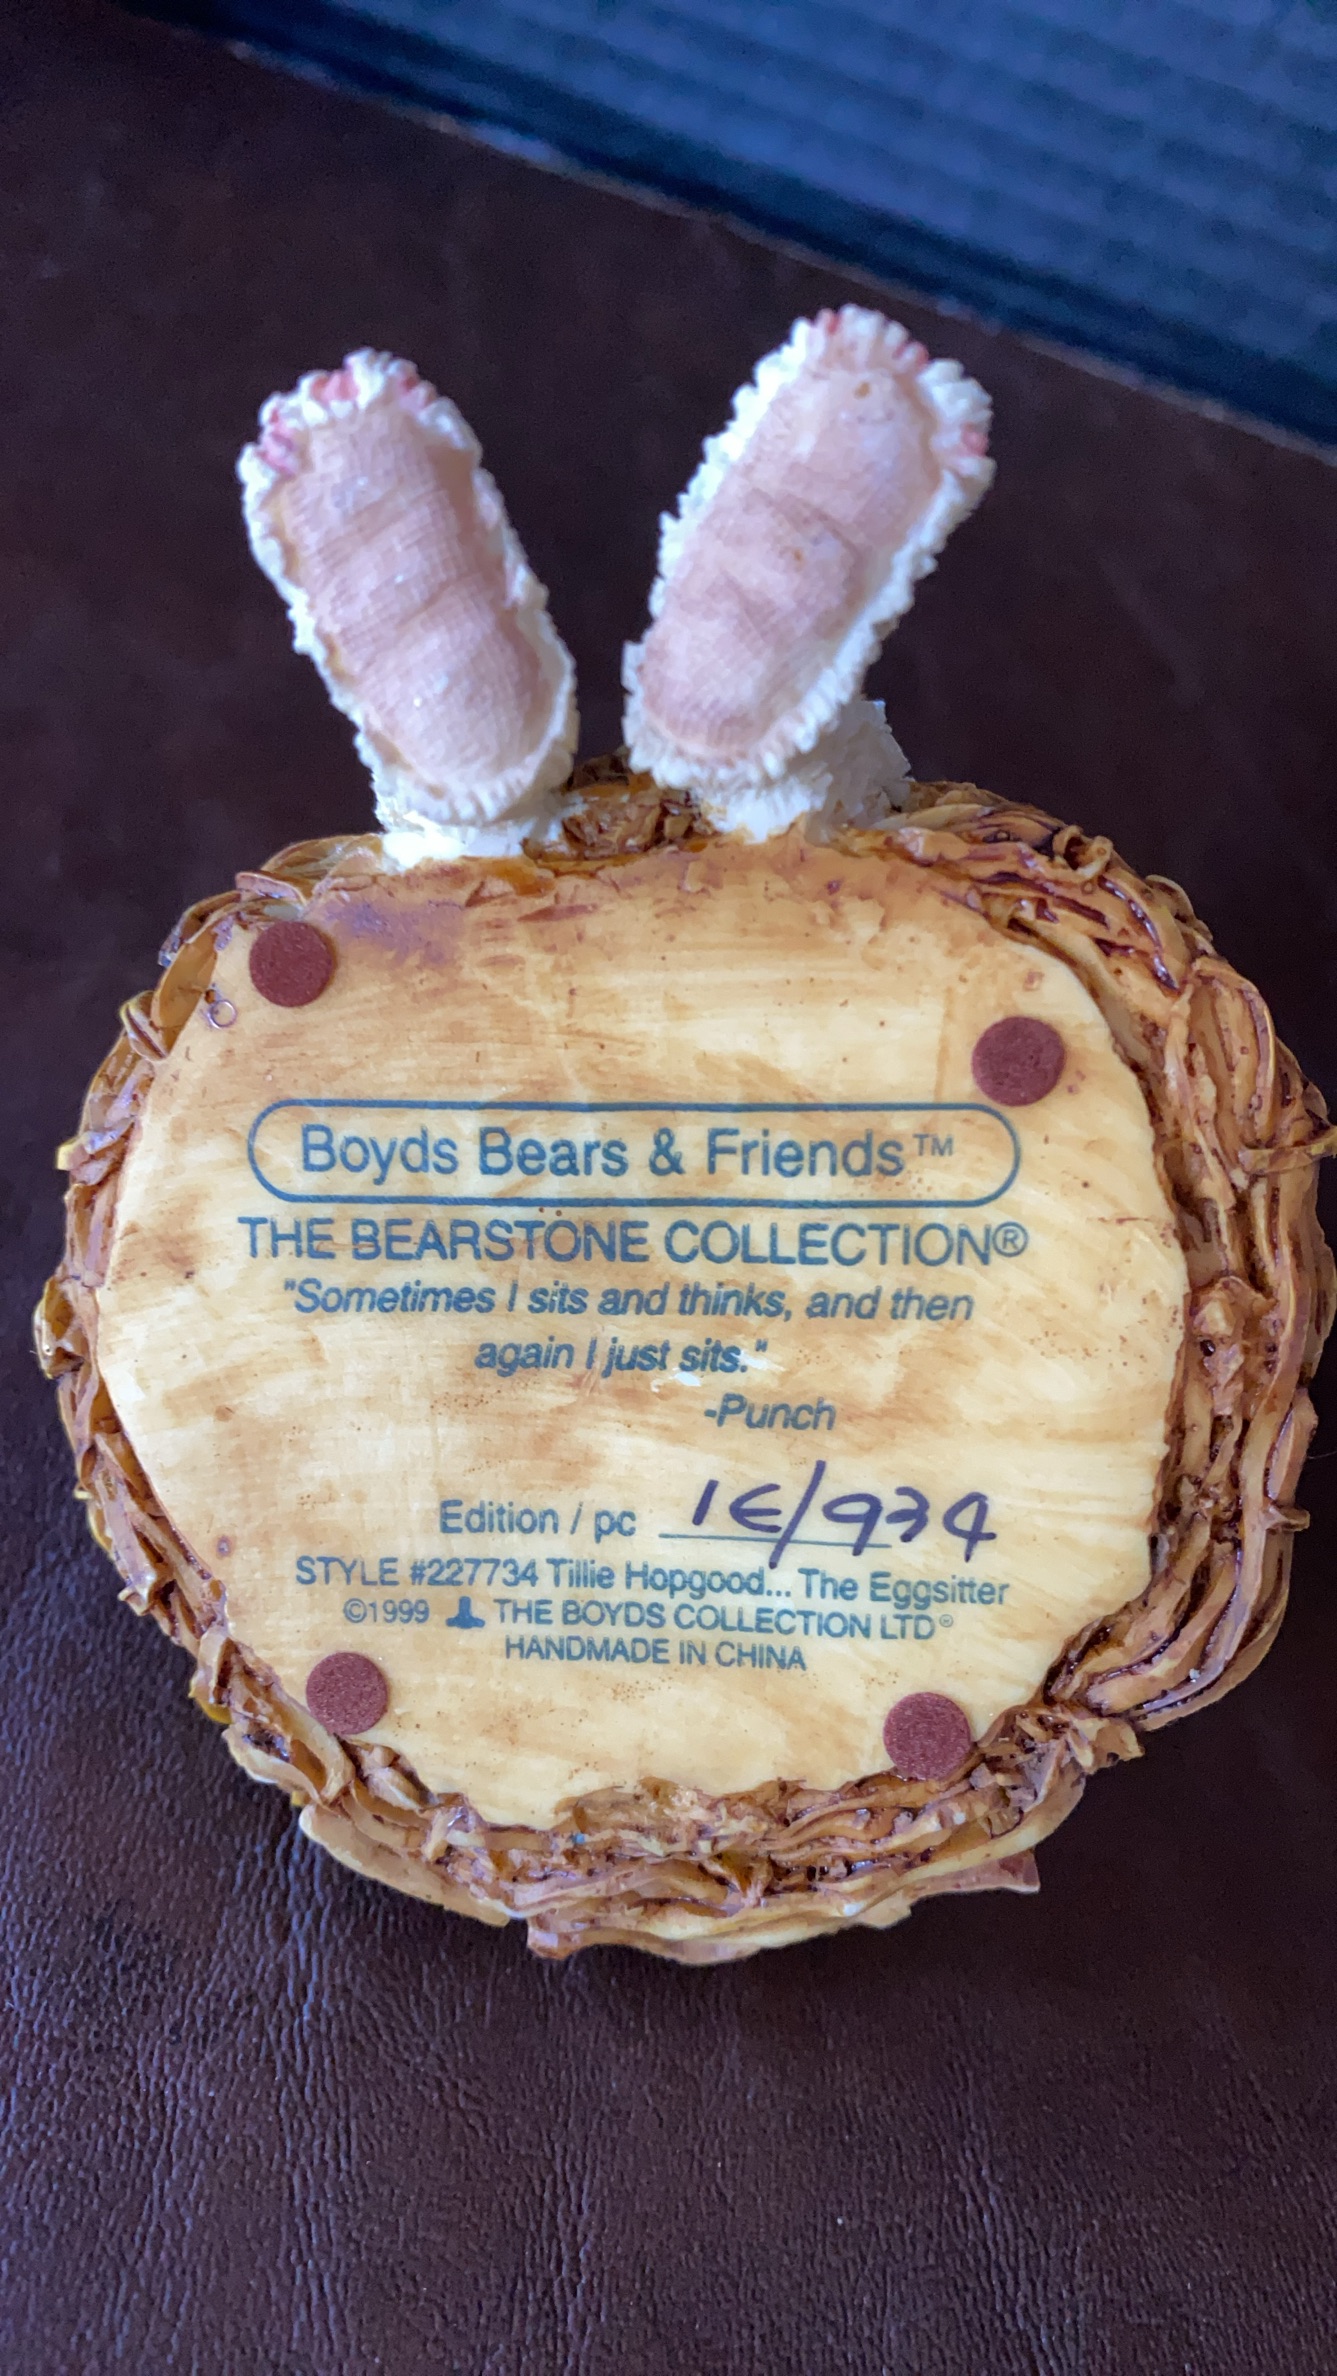 Boyds Bears & Friends™
THE BEARSTONE COLLECTION®
"Sometimes I sits and thinks, and then
again I just sits."
-Punch
Edition / pc 1E/934
STYLE #227734 Tillie Hopgood... The Eggsitter
©1999 THE BOYDS COLLECTION LTD®
HANDMADE IN CHINA